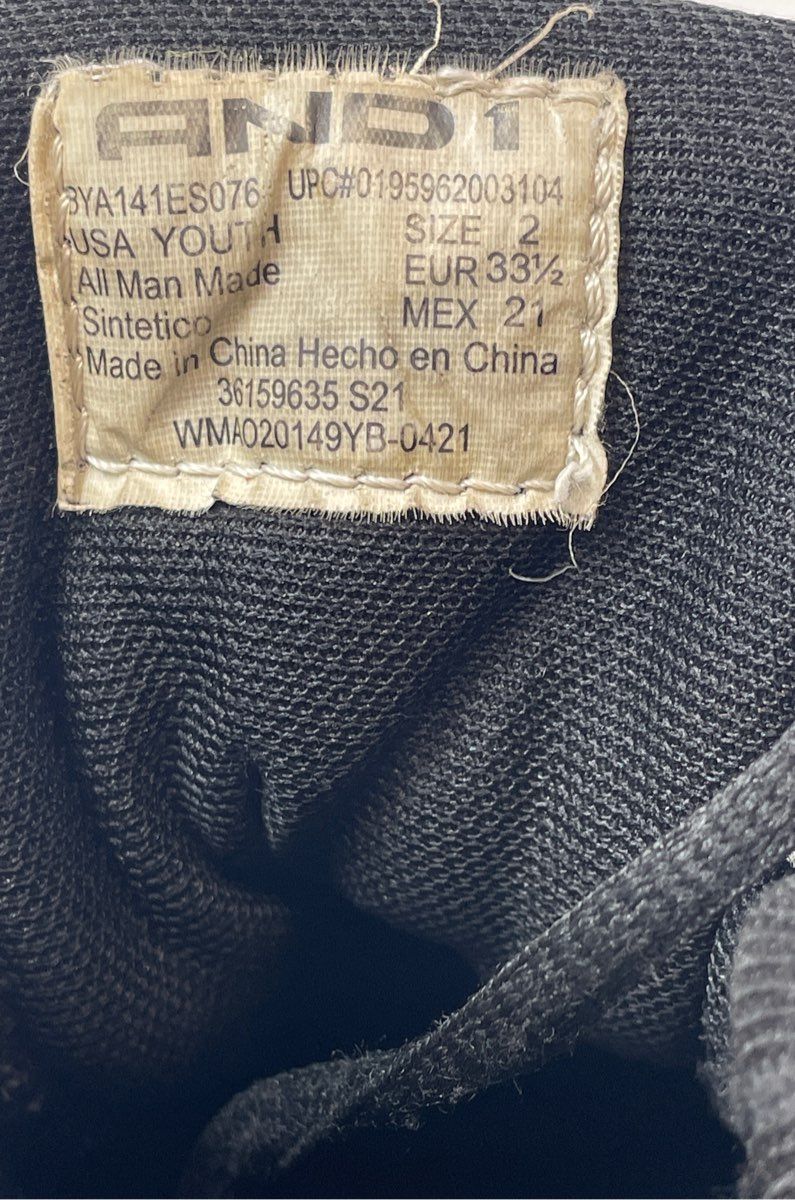 AND1
BYA141ES076 UPC#0195962003104
USA YOUTH SIZE 2
All Man Made EUR 33½
Sintetico MEX 21
Made in China Hecho en China
36159635 S21
WMAO20149YB-0421